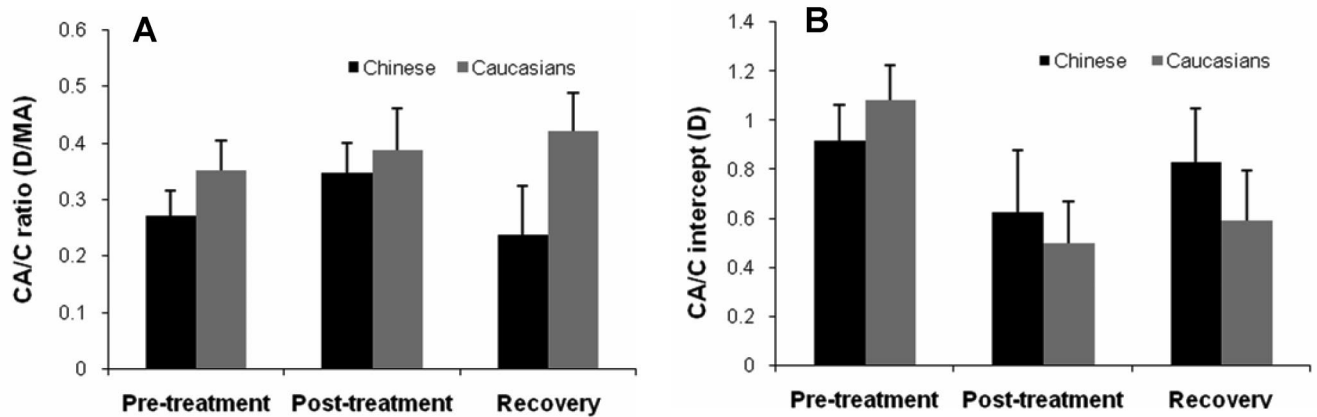 A
CA/C ratio (D/MA)
0.6
0.5
0.4
0.3
0.2
0.1
0
Chinese Caucasians
Pre-treatment Post-treatment Recovery
B
CA/C intercept (D)
1.4
1.2
1
0.8
0.6
0.4
0.2
0
Chinese Caucasians
Pre-treatment Post-treatment Recovery